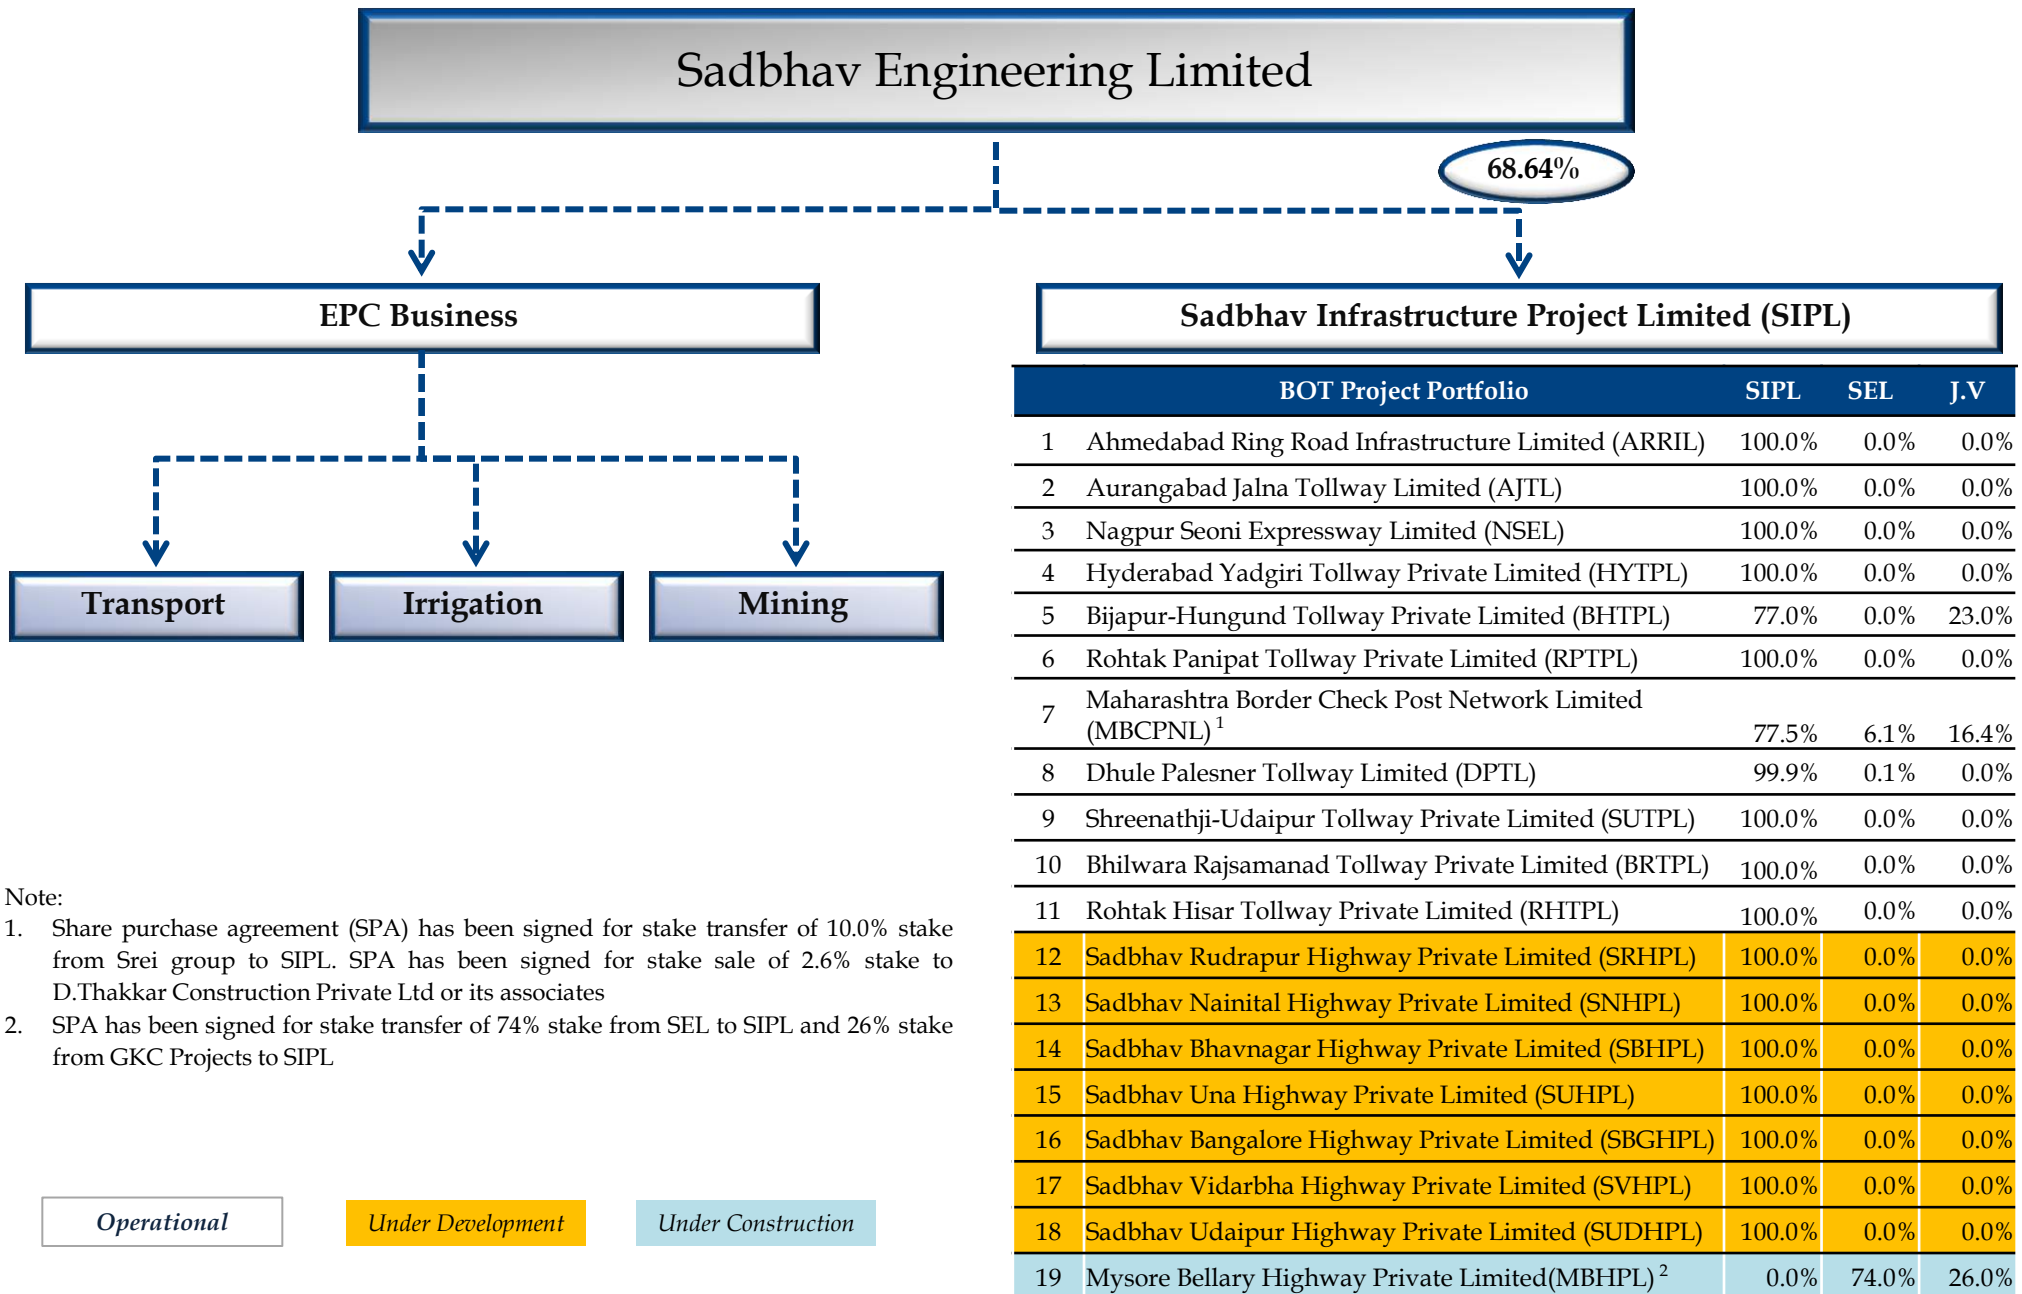 Sadbhav Engineering Limited
68.64%
EPC Business
Transport
Irrigation
Mining
Sadbhav Infrastructure Project Limited (SIPL)
BOT Project Portfolio SIPL SEL J.V
1 Ahmedabad Ring Road Infrastructure Limited (ARRIL) 100.0% 0.0% 0.0%
2 Aurangabad Jalna Tollway Limited (AJTL) 100.0% 0.0% 0.0%
3 Nagpur Seoni Expressway Limited (NSEL) 100.0% 0.0% 0.0%
4 Hyderabad Yadgiri Tollway Private Limited (HYTPL) 100.0% 0.0% 0.0%
5 Bijapur-Hungund Tollway Private Limited (BHTPL) 77.0% 0.0% 23.0%
6 Rohtak Panipat Tollway Private Limited (RPTPL) 100.0% 0.0% 0.0%
7 Maharashtra Border Check Post Network Limited
(MBCPNL) 1 77.5% 6.1% 16.4%
8 Dhule Palesner Tollway Limited (DPTL) 99.9% 0.1% 0.0%
9 Shreenathji-Udaipur Tollway Private Limited (SUTPL) 100.0% 0.0% 0.0%
10 Bhilwara Rajsamanad Tollway Private Limited (BRTPL) 100.0% 0.0% 0.0%
11 Rohtak Hisar Tollway Private Limited (RHTPL) 100.0% 0.0% 0.0%
12 Sadbhav Rudrapur Highway Private Limited (SRHPL) 100.0% 0.0% 0.0%
13 Sadbhav Nainital Highway Private Limited (SNHPL) 100.0% 0.0% 0.0%
14 Sadbhav Bhavnagar Highway Private Limited (SBHPL) 100.0% 0.0% 0.0%
15 Sadbhav Una Highway Private Limited (SUHPL) 100.0% 0.0% 0.0%
16 Sadbhav Bangalore Highway Private Limited (SBGHPL) 100.0% 0.0% 0.0%
17 Sadbhav Vidarbha Highway Private Limited (SVHPL) 100.0% 0.0% 0.0%
18 Sadbhav Udaipur Highway Private Limited (SUDHPL) 100.0% 0.0% 0.0%
19 Mysore Bellary Highway Private Limited(MBHPL) 2 0.0% 74.0% 26.0%
Note:
1. Share purchase agreement (SPA) has been signed for stake transfer of 10.0% stake
from Srei group to SIPL. SPA has been signed for stake sale of 2.6% stake to
D.Thakkar Construction Private Ltd or its associates
2. SPA has been signed for stake transfer of 74% stake from SEL to SIPL and 26% stake
from GKC Projects to SIPL
Operational
Under Development
Under Construction